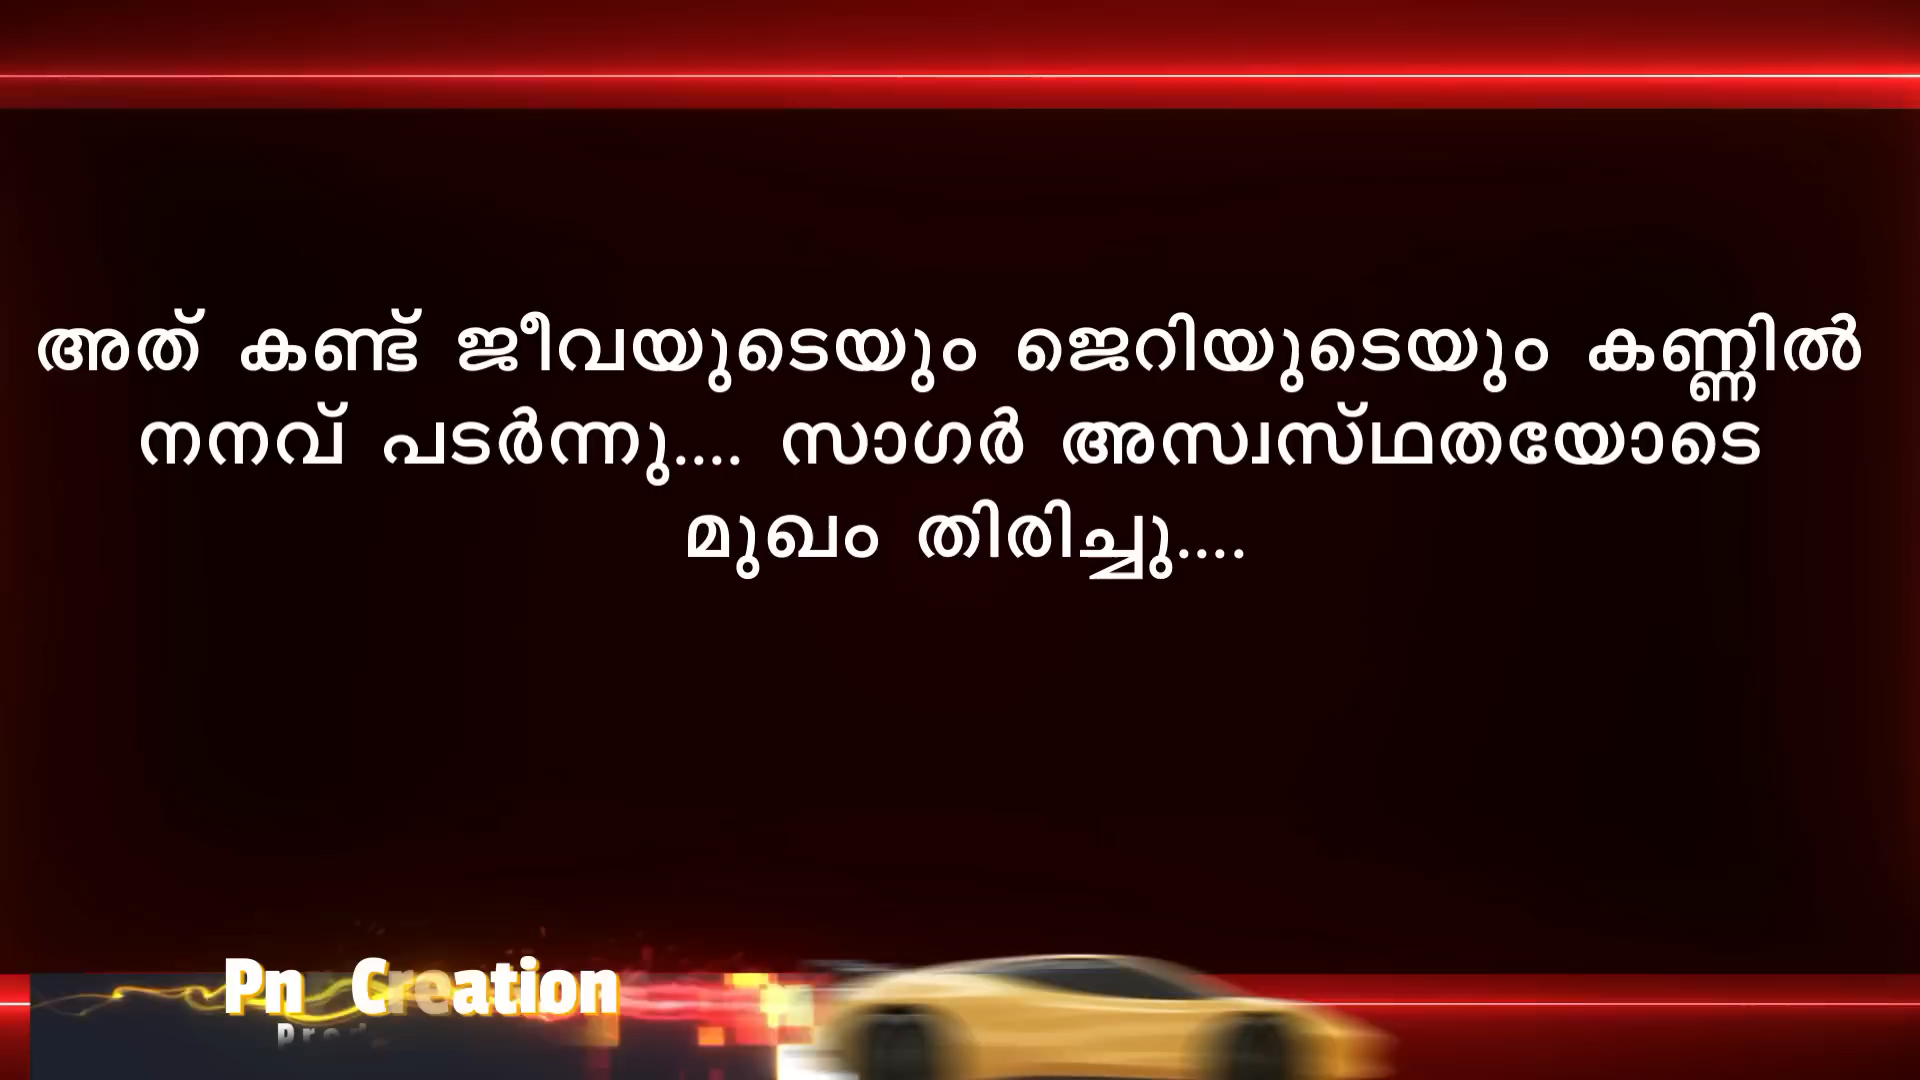 അത് കണ്ട് ജീവയുടെയും ജെറിയുടെയും കണ്ണിൽ
നനവ് പടർന്നു.... സാഗർ അസ്വസ്ഥതയോടെ
മുഖം തിരിച്ചു....
Pn Creation